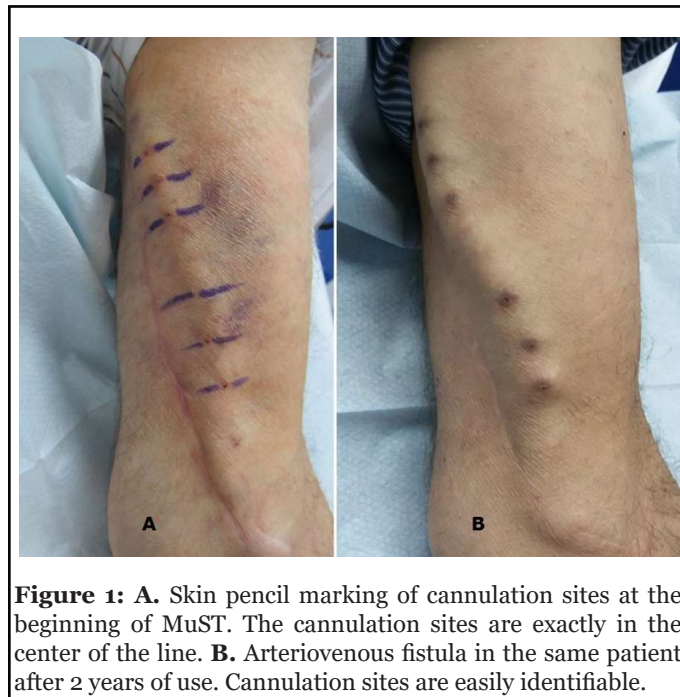 A
B
Figure 1: A. Skin pencil marking of cannulation sites at the
beginning of MuST. The cannulation sites are exactly in the
center of the line. B. Arteriovenous fistula in the same patient
after 2 years of use. Cannulation sites are easily identifiable.